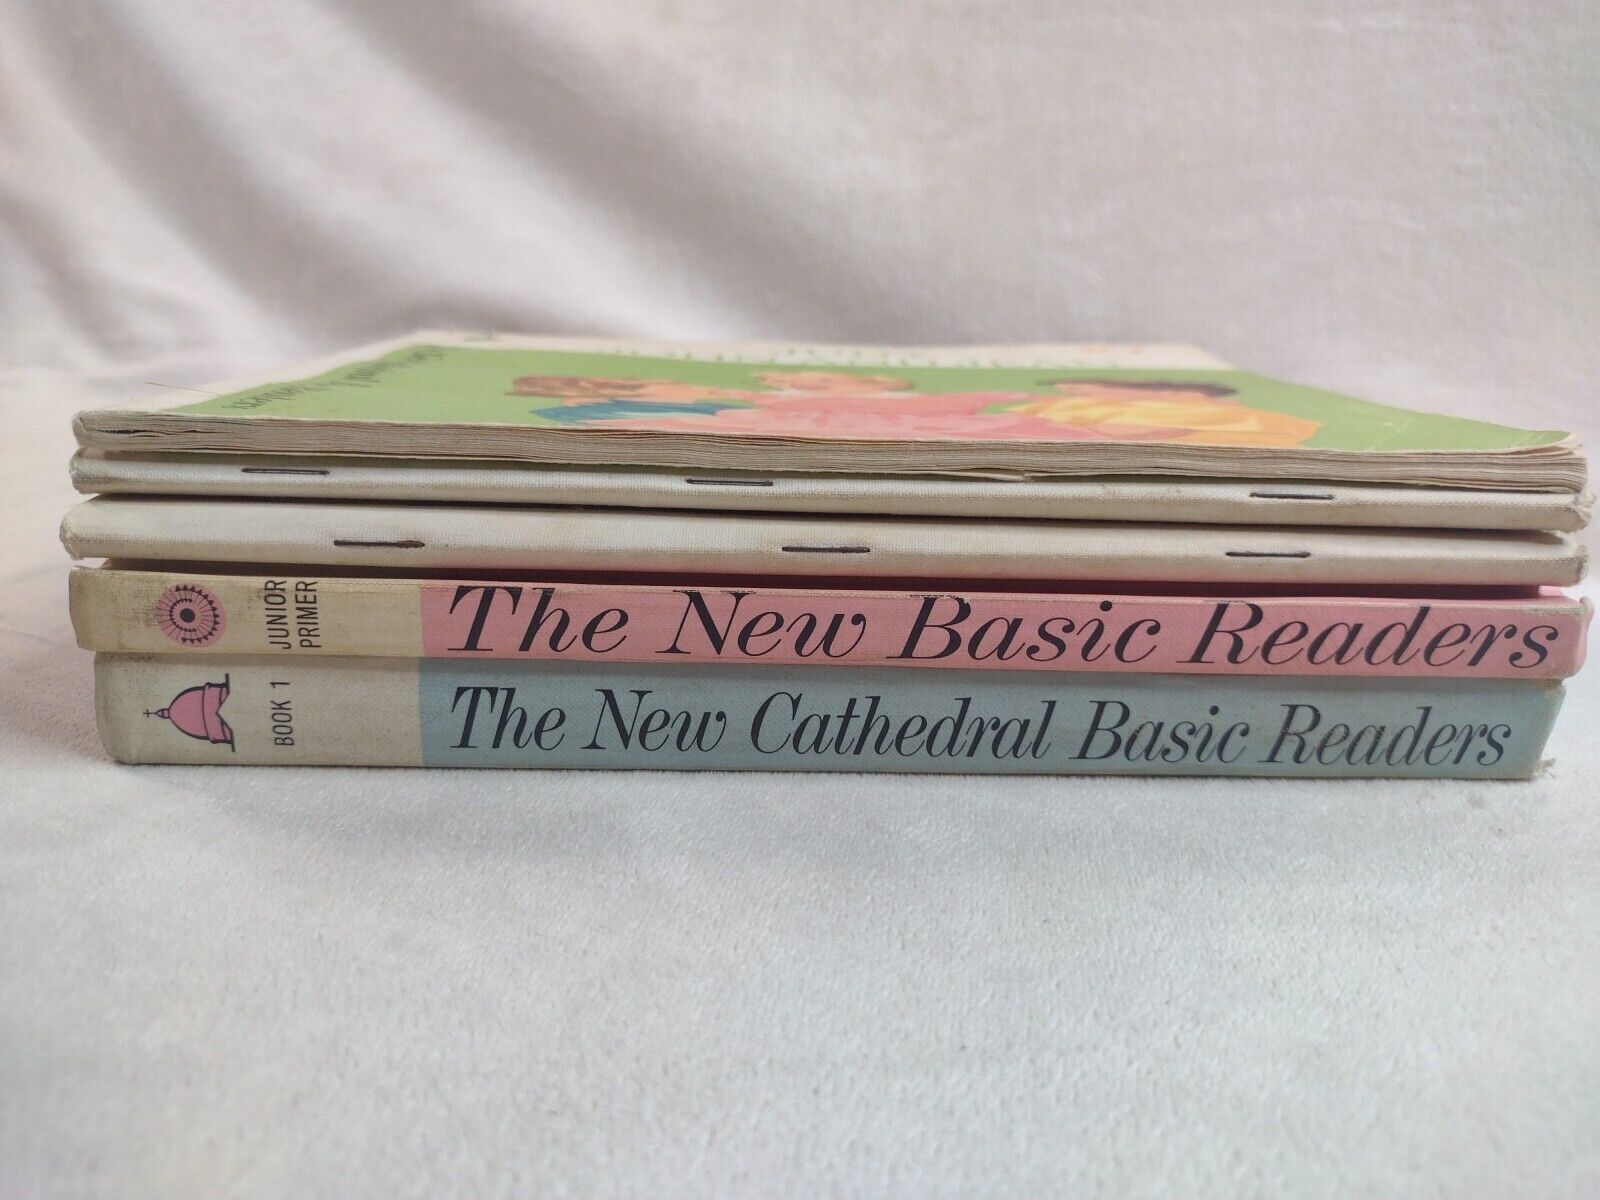 JUNIOR
PRIMER
The New Basic Readers
BOOK 1
The New Cathedral Basic Readers